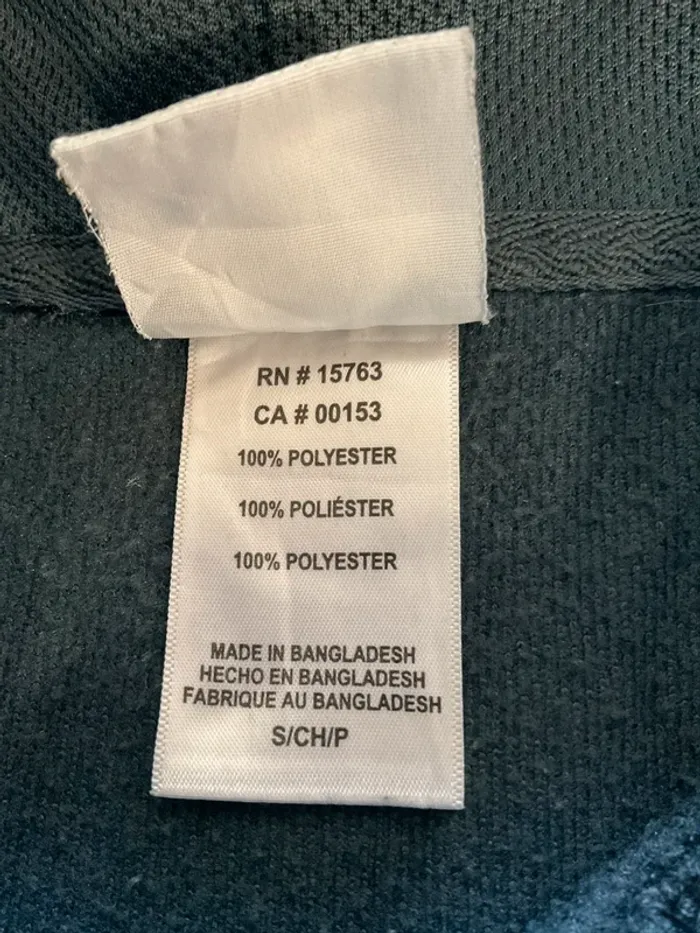 RN # 15763
CA # 00153
100% POLYESTER
100% POLIÉSTER
100% POLYESTER
MADE IN BANGLADESH
HECHO EN BANGLADESH
FABRIQUE AU BANGLADESH
S/CH/P